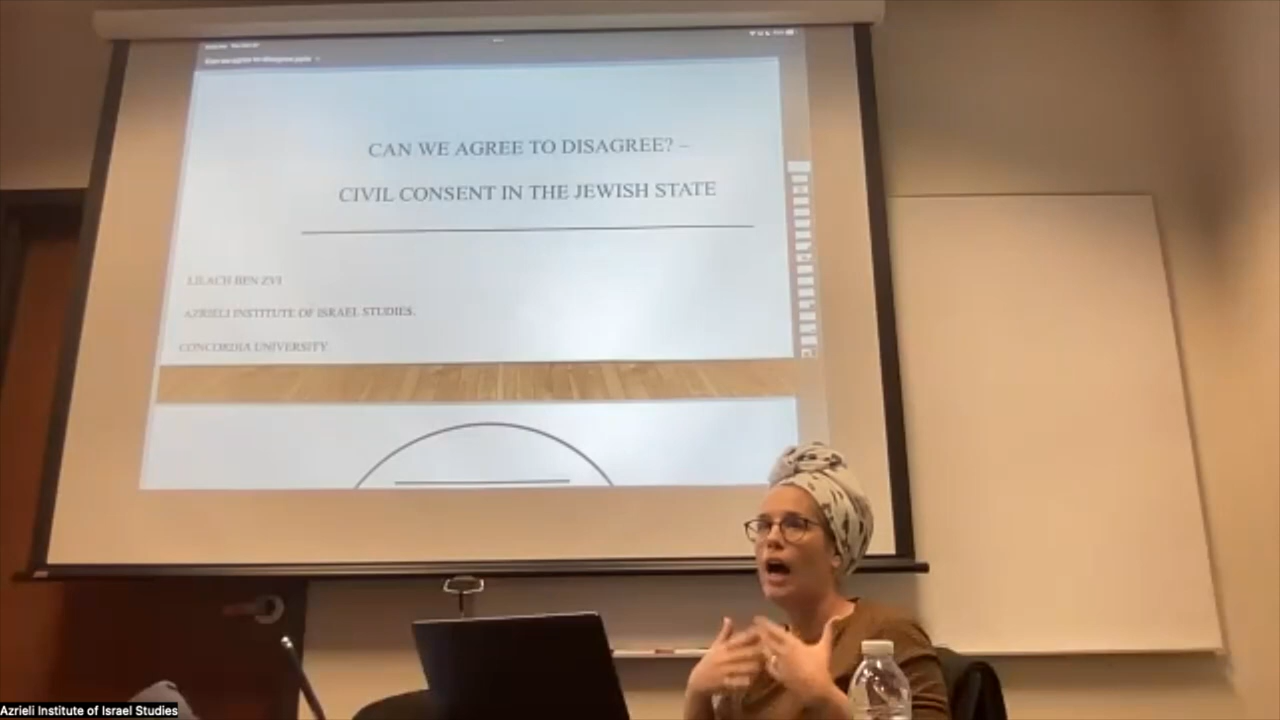 CAN WE AGREE TO DISAGREE? –
CIVIL CONSENT IN THE JEWISH STATE
LILACH BEN ZVI
AZRIELI INSTITUTE OF ISRAEL STUDIES.
CONCORDIA UNIVERSITY
Azrieli Institute of Israel Studies